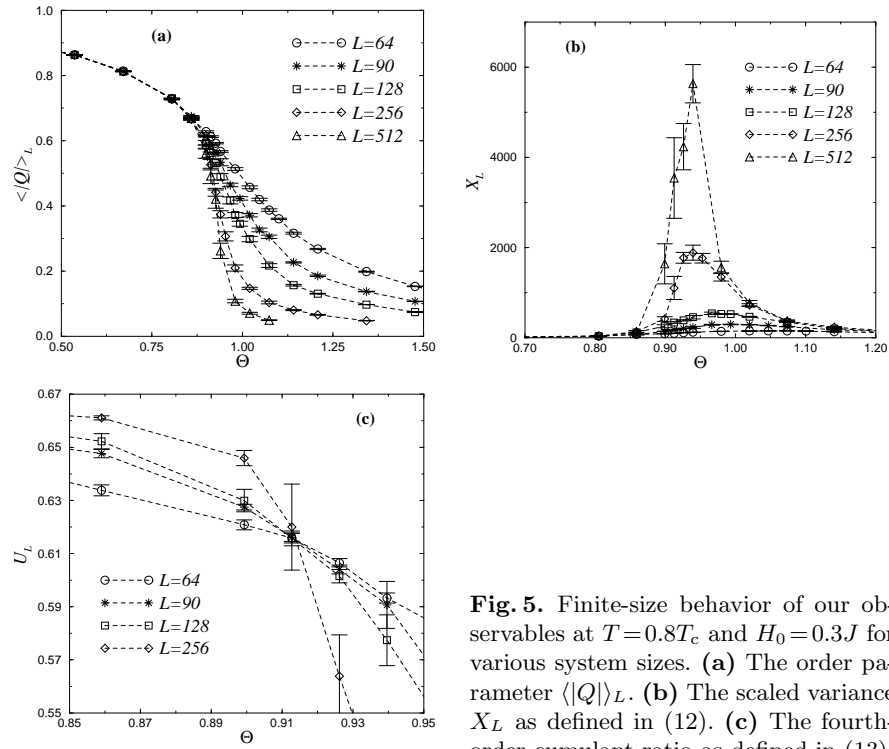 (a)
L=64
L=90
L=128
L=256
L=512
<|Q|>L
1.0
0.8
0.6
0.4
0.2
0.0
0.50
0.75
1.00
1.25
1.50
Θ
(b)
L=64
L=90
L=128
L=256
L=512
XL
6000
4000
2000
0
0.70
0.80
0.90
1.00
1.10
1.20
Θ
(c)
L=64
L=90
L=128
L=256
UL
0.67
0.65
0.63
0.61
0.59
0.57
0.55
0.85
0.87
0.89
0.91
0.93
0.95
Θ
Fig. 5. Finite-size behavior of our ob-
servables at T=0.8Tc and H0=0.3J for
various system sizes. (a) The order pa-
rameter ⟨|Q|⟩L. (b) The scaled variance
XL as defined in (12). (c) The fourth-